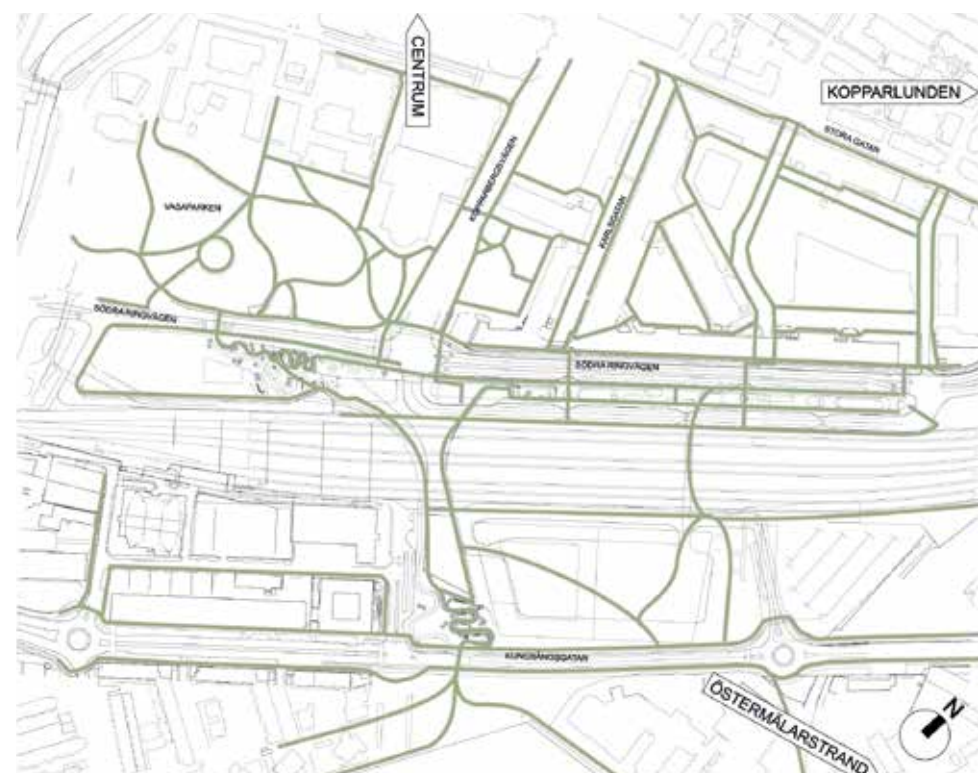 CENTRUM
KOPPARLUNDEN
STORA GATAN
KOPPARBERGSVÄGEN
VASAPARKEN
KARLSGATAN
SÖDRA RINGVÄGEN
SÖDRA RINGVÄGEN
KUNGSÄNGSGATAN
ÖSTERMÄLARSTRAND
N